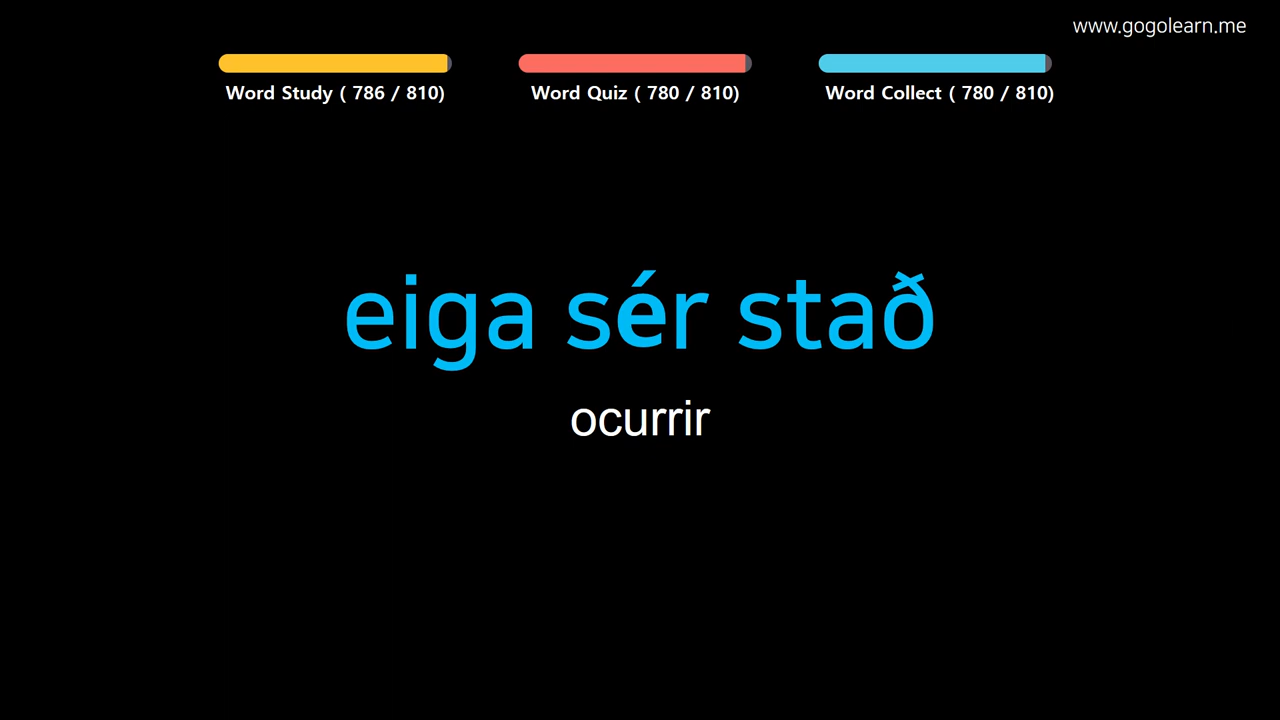 www.gogolearn.me
Word Study ( 786 / 810)
Word Quiz ( 780 / 810)
Word Collect ( 780 / 810)
eiga sér stað
ocurrir